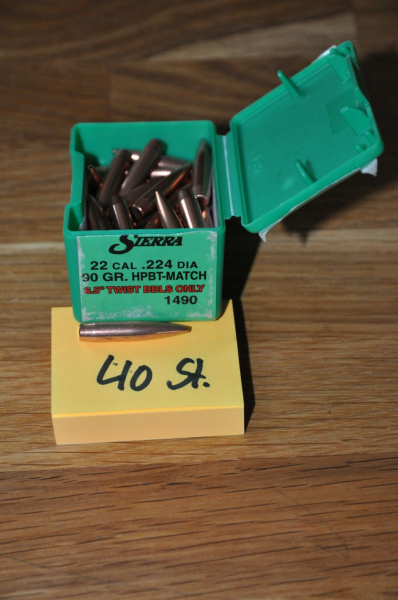 SIERRA
22 CAL .224 DIA
90 GR. HPBT-MATCH
6.5" TWIST BBLS ONLY
1490
40 St.